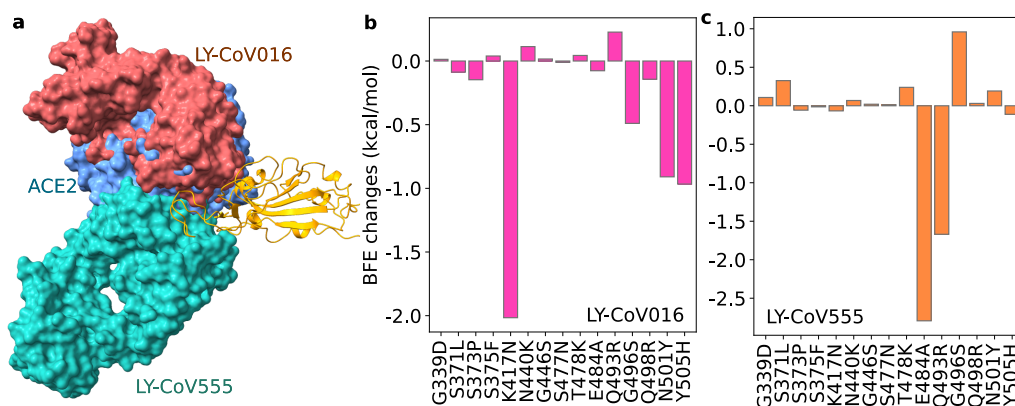 a
LY-CoV016
ACE2
LY-CoV555
b
BFE changes (kcal/mol)
0.0
-0.5
-1.0
-1.5
-2.0
LY-CoV016
G339D
S371L
S373P
S375F
K417N
N440K
G446S
S477N
T478K
E484A
Q493R
G496S
Q498R
N501Y
Y505H
c
1.0
0.5
0.0
-0.5
-1.0
-1.5
-2.0
-2.5
LY-CoV555
G339D
S371L
S373P
S375F
K417N
N440K
G446S
S477N
T478K
E484A
Q493R
G496S
Q498R
N501Y
Y505H